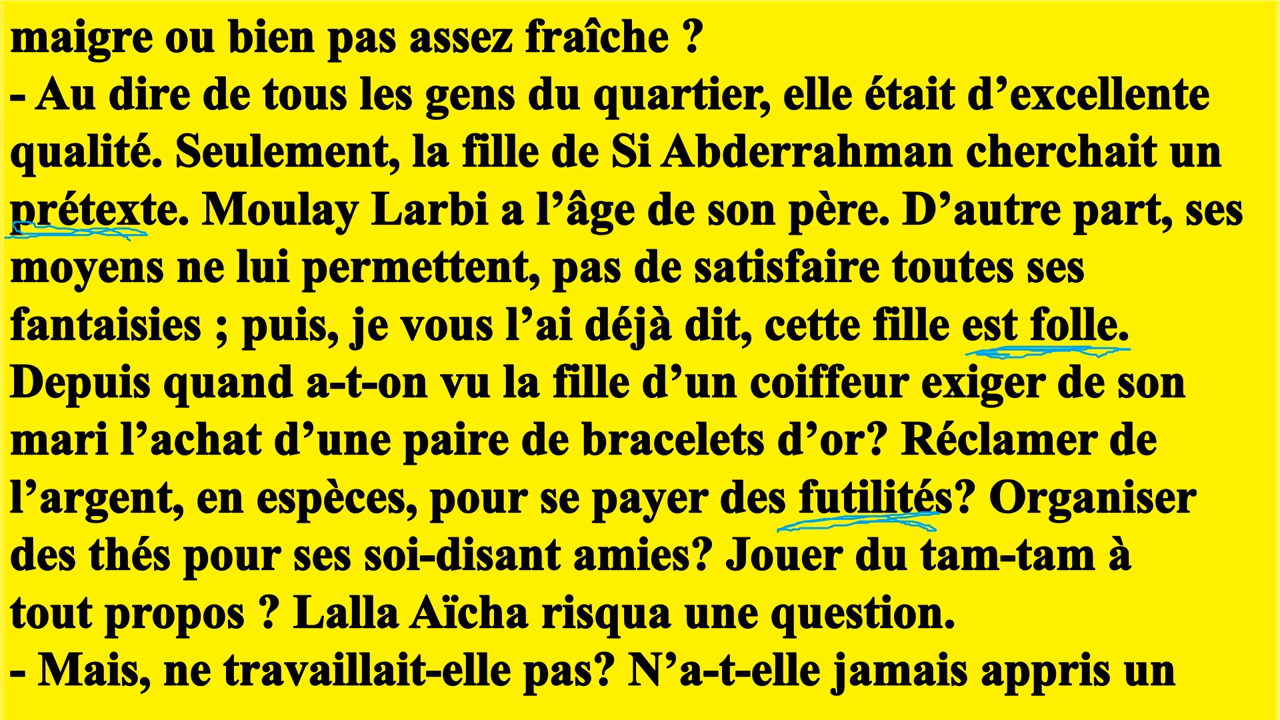 maigre ou bien pas assez fraîche ?
- Au dire de tous les gens du quartier, elle était d’excellente
qualité. Seulement, la fille de Si Abderrahman cherchait un
prétexte. Moulay Larbi a l’âge de son père. D’autre part, ses
moyens ne lui permettent, pas de satisfaire toutes ses
fantaisies ; puis, je vous l’ai déjà dit, cette fille est folle.
Depuis quand a-t-on vu la fille d’un coiffeur exiger de son
mari l’achat d’une paire de bracelets d’or? Réclamer de
l’argent, en espèces, pour se payer des futilités? Organiser
des thés pour ses soi-disant amies? Jouer du tam-tam à
tout propos ? Lalla Aïcha risqua une question.
- Mais, ne travaillait-elle pas? N’a-t-elle jamais appris un